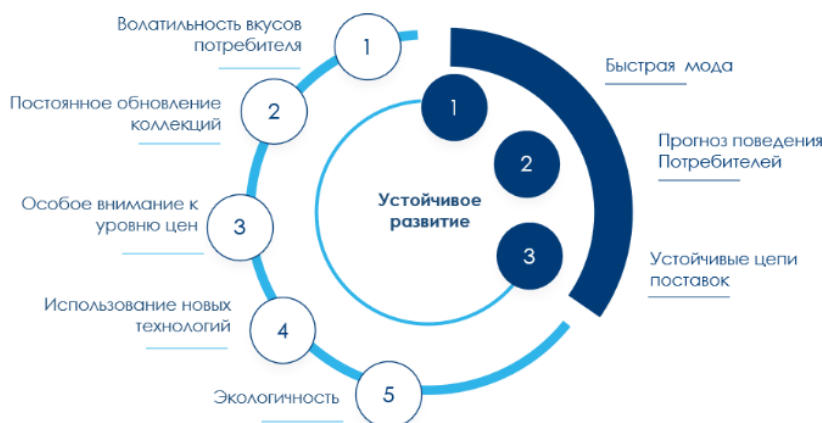 Волатильность вкусов
потребителя
1
Постоянное обновление
коллекций
2
Особое внимание к
уровню цен
3
Использование новых
технологий
4
Экологичность
5
Устойчивое
развитие
1
Быстрая мода
2
Прогноз поведения
Потребителей
3
Устойчивые цепи
поставок